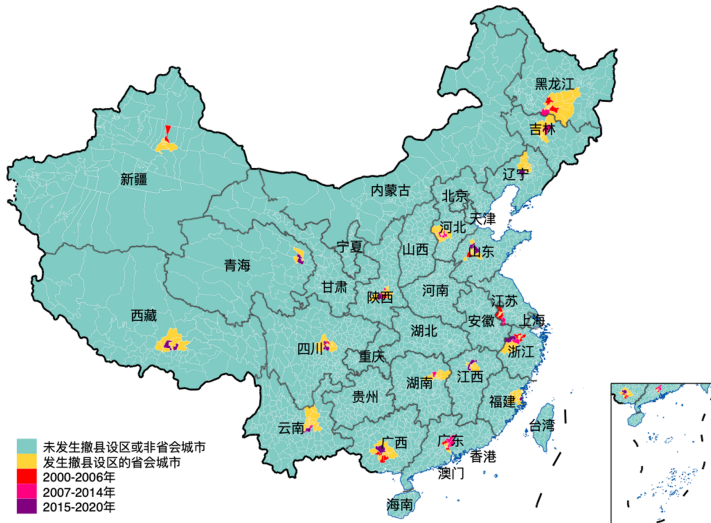 黑龙江
吉林
辽宁
新疆
内蒙古
北京
天津
河北
山西
宁夏
山东
青海
甘肃
陕西
河南
江苏
西藏
安徽
上海
四川
湖北
浙江
重庆
湖南
江西
贵州
福建
云南
广西
广东
台湾
香港
澳门
海南
未发生撤县设区或非省会城市
发生撤县设区的省会城市
2000-2006年
2007-2014年
2015-2020年